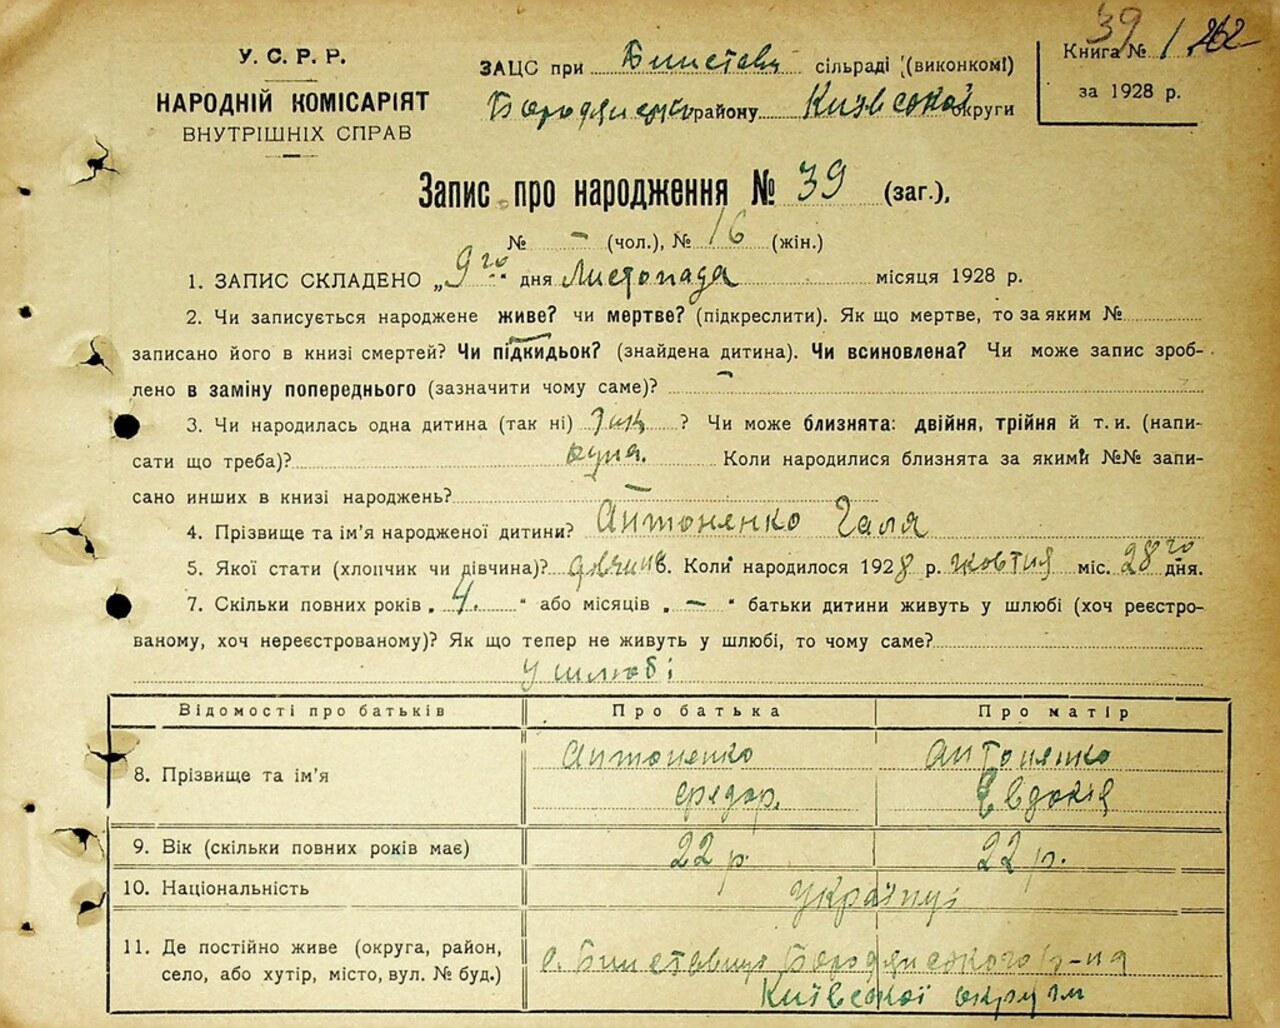 39 1 262
У. С. Р. Р.
НАРОДНІЙ КОМІСАРІЯТ
ВНУТРІШНІХ СПРАВ
ЗАЦС при сільраді (виконкомі)
району Київської округи
Книга №
за 1928 р.
Запис про народження № 39 (заг.),
№ – (чол.), № 16 (жін.)
1. ЗАПИС СКЛАДЕНО „9го“ дня Листопада місяця 1928 р.
2. Чи записується народжене живе? чи мертве? (підкреслити). Як що мертве, то за яким №
записано його в книзі смертей? Чи підкидьок? (знайдена дитина). Чи всиновлена? Чи може запис зроб-
лено в заміну попереднього (зазначити чому саме)? –
3. Чи народилась одна дитина (так ні) Так ? Чи може близнята: двійня, трійня й т. и. (напи-
сати що треба)? одна. Коли народилися близнята за якими №№ запи-
сано инших в книзі народжень? –
4. Прізвище та ім’я народженої дитини? Антоненко Галя
5. Якої стати (хлопчик чи дівчина)? дівчина. Коли народилося 1928 р. жовтня міс. 28го дня.
7. Скільки повних років „ 4. “ або місяців „ – “ батьки дитини живуть у шлюбі (хоч реєстро-
ваному, хоч нереєстрованому)? Як що тепер не живуть у шлюбі, то чому саме?
у шлюбі
Відомості про батьків Про батька Про матір
8. Прізвище та ім’я Антоненко Антоненко
Федор. Евдокія
9. Вік (скільки повних років має) 22 р. 22 р.
10. Національність Українці
11. Де постійно живе (округа, район, с. Бородянського р-на
село, або хутір, місто, вул. № буд.) Київської округи